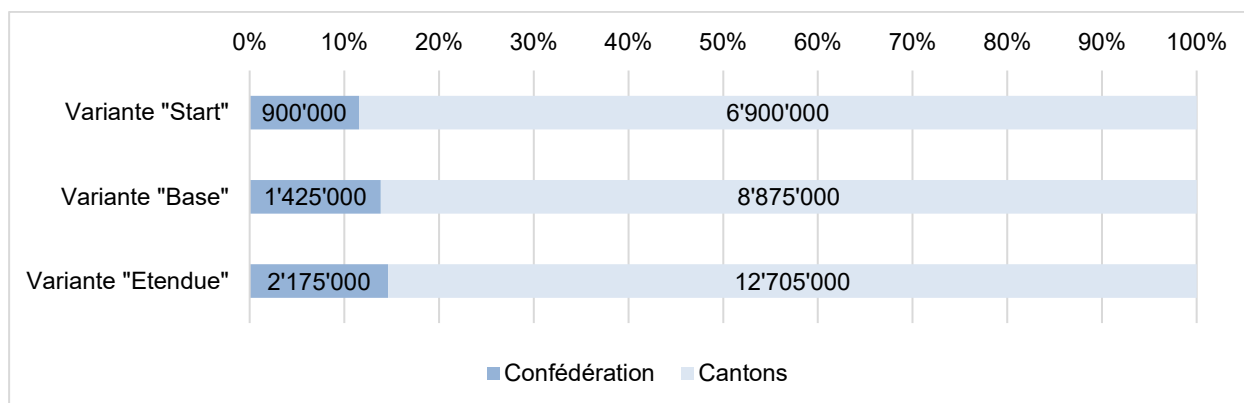 0% 10% 20% 30% 40% 50% 60% 70% 80% 90% 100%
Variante "Start" 900'000 6'900'000
Variante "Base" 1'425'000 8'875'000
Variante "Etendue" 2'175'000 12'705'000
Confédération Cantons